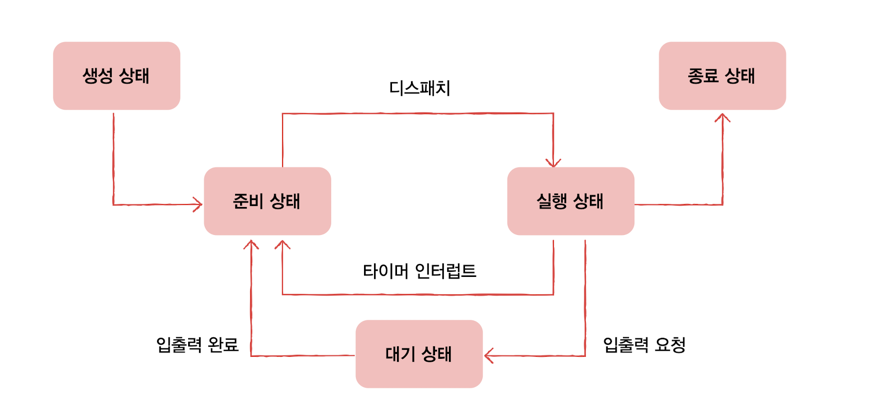 생성 상태
종료 상태
디스패치
준비 상태
실행 상태
타이머 인터럽트
입출력 완료
대기 상태
입출력 요청